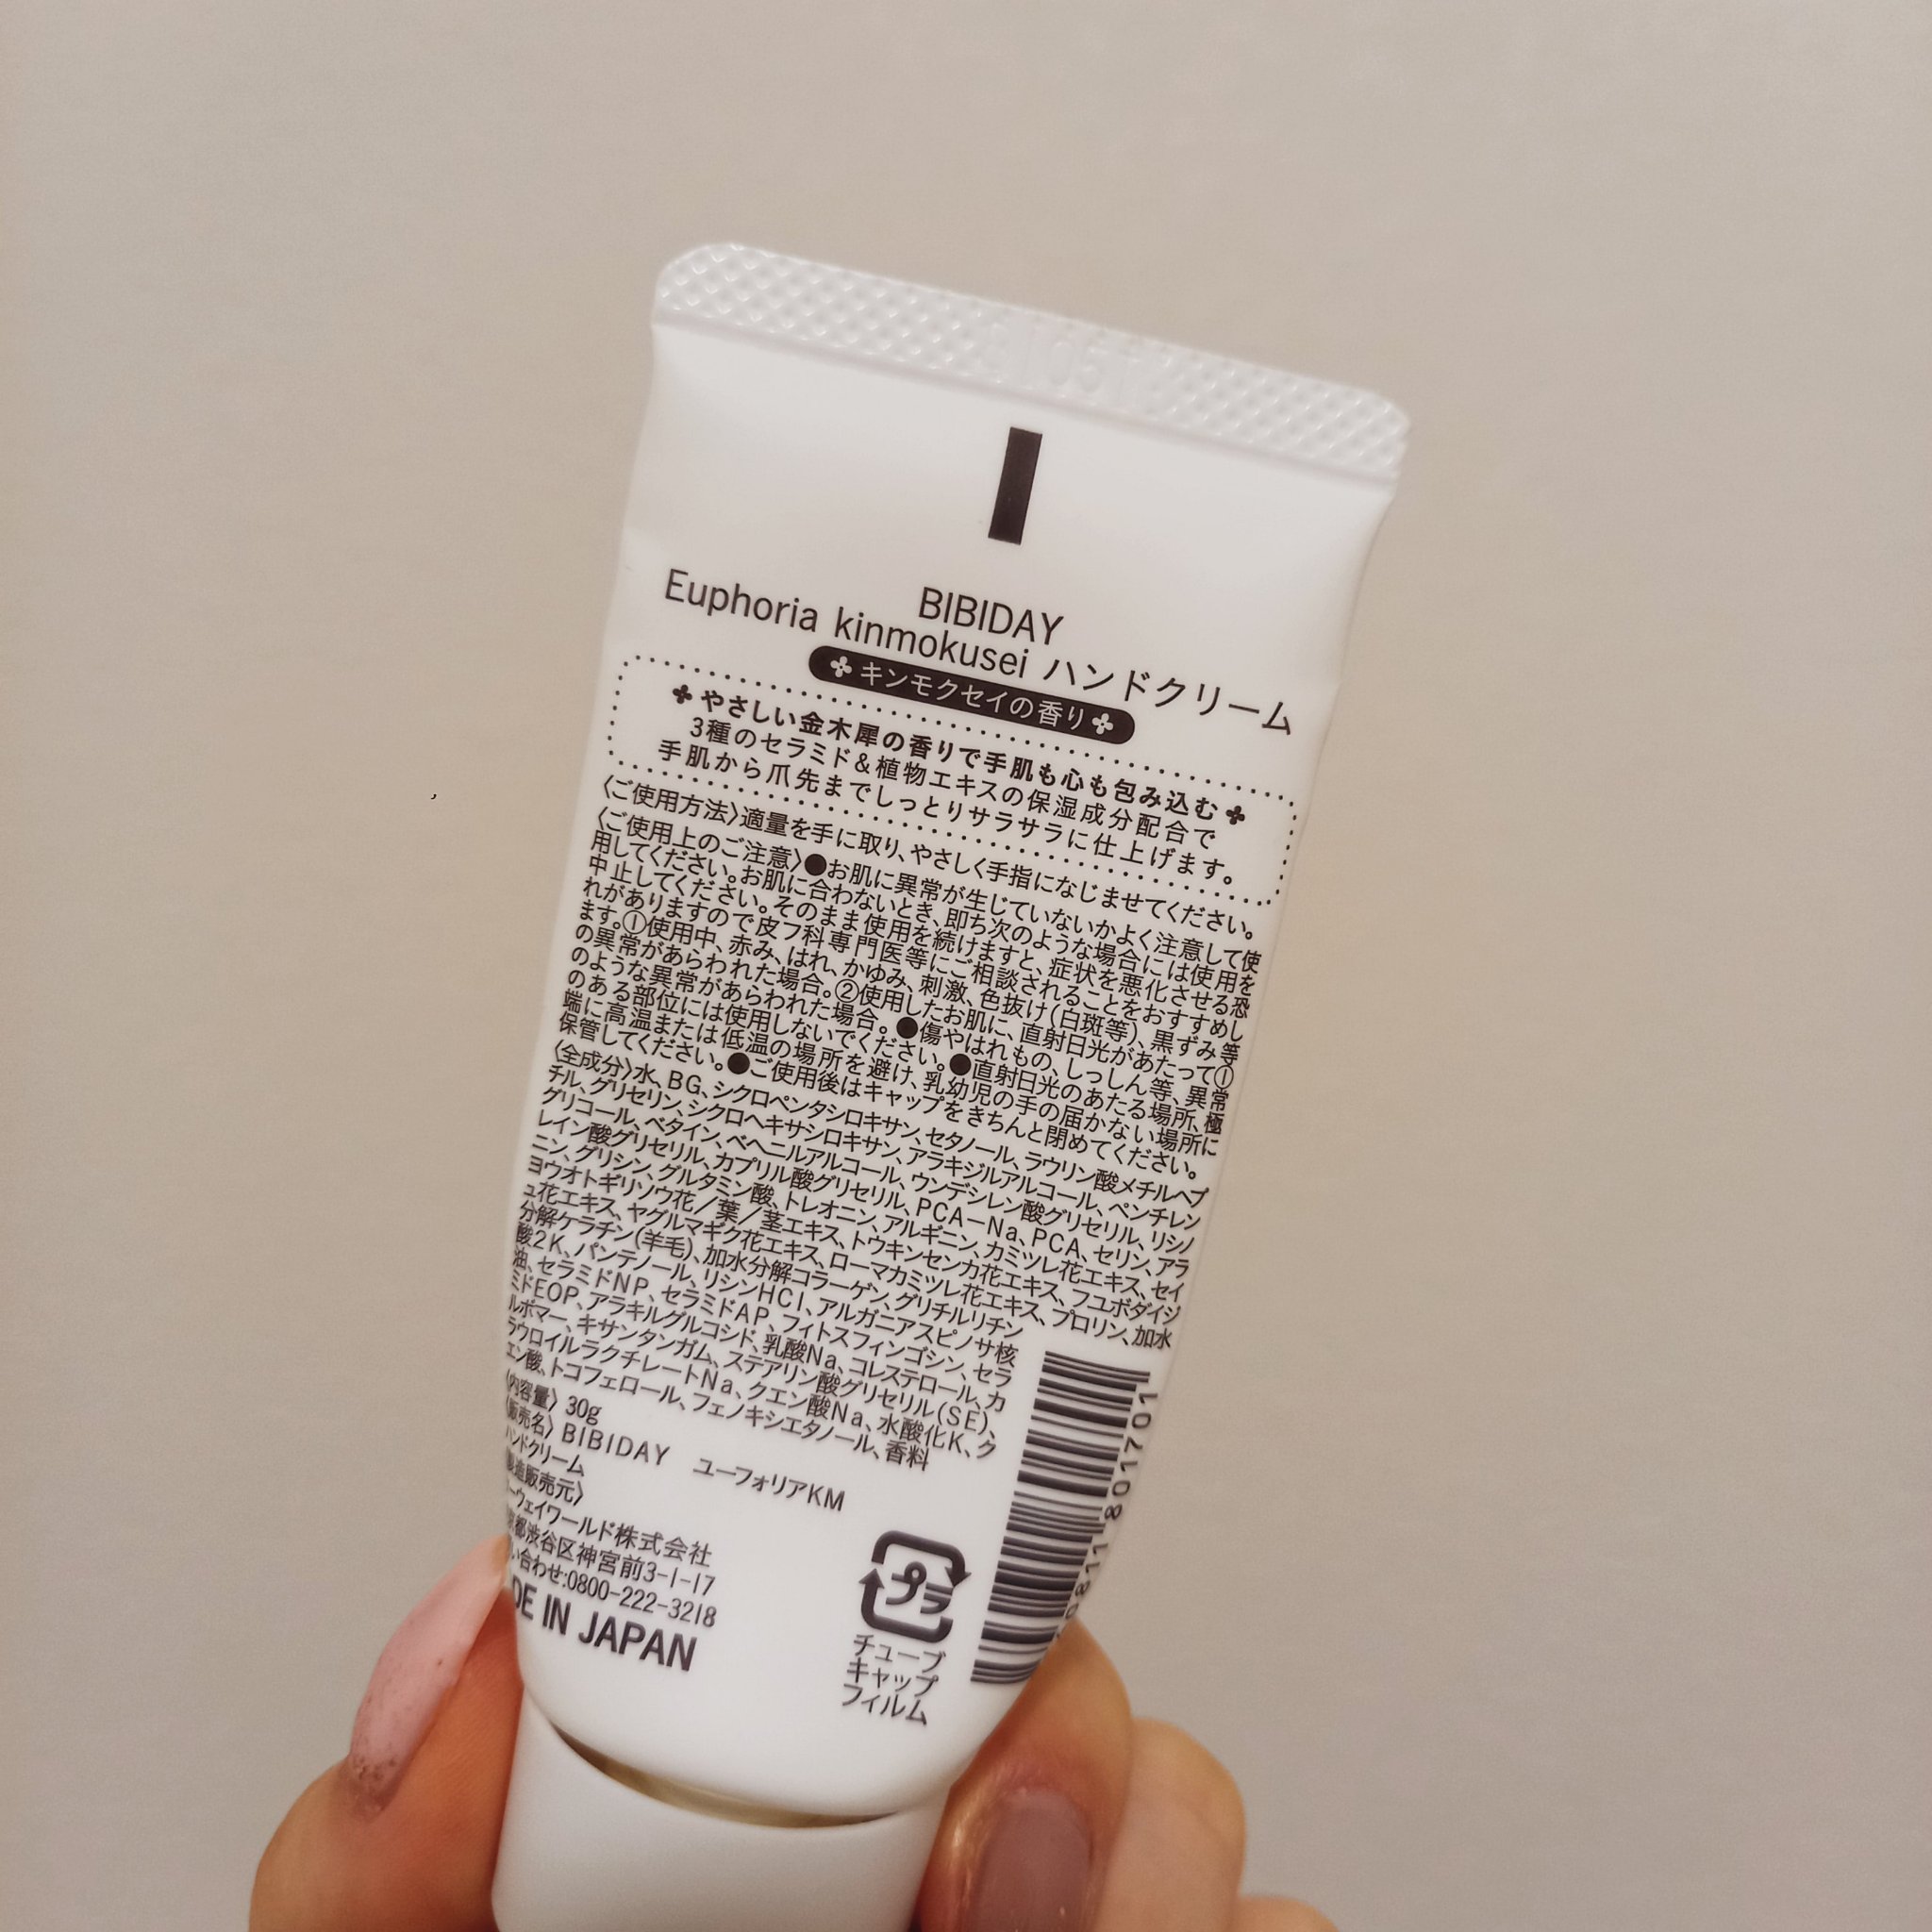 BIBIDAY
Euphoria kinmokusei ハンドクリーム
キンモクセイの香り
やさしい金木犀の香りで手肌も心も包み込む
3種のセラミド&植物エキスの保湿成分配合で
手肌から爪先までしっとりサラサラに仕上げます。
〈ご使用方法〉適量を手に取り、やさしく手指になじませてください。
〈ご使用上のご注意〉●お肌に異常が生じていないかよく注意して使
用してください。お肌に合わないとき、即ち次のような場合には使用を
中止してください。そのまま使用を続けますと、症状を悪化させる恐
れがありますので皮フ科専門医等にご相談されることをおすすめし
ます。①使用中、赤み、はれ、かゆみ、刺激、色抜け(白斑等)、黒ずみ等
の異常があらわれた場合。②使用したお肌に、直射日光があたって①
のような異常があらわれた場合。●傷やはれもの、しっしん等、異常
のある部位には使用しないでください。●直射日光のあたる場所、極
端に高温または低温の場所を避け、乳幼児の手の届かない場所に
保管してください。●ご使用後はキャップをきちんと閉めてください。
〈全成分〉水、BG、シクロペンタシロキサン、セタノール、ラウリン酸メチルヘプ
チル、グリセリン、シクロヘキサシロキサン、アラキジルアルコール、ペンチレン
グリコール、ベタイン、ベヘニルアルコール、ウンデシレン酸グリセリル、リシノ
レイン酸グリセリル、カプリル酸グリセリル、PCA-Na、PCA、セリン、アラ
ニン、グリシン、グルタミン酸、トレオニン、アルギニン、カミツレ花エキス、セイ
ヨウオトギリソウ花/葉/茎エキス、トウキンセンカ花エキス、フユボダイジ
ュ花エキス、ヤグルマギク花エキス、ローマカミツレ花エキス、プロリン、加水
分解ケラチン(羊毛)、加水分解コラーゲン、グリチルリチン
酸2K、パンテノール、リシンHCl、アルガニアスピノサ核
油、セラミドNP、セラミドAP、フィトスフィンゴシン、セラ
ミドEOP、アラキルグルコシド、乳酸Na、コレステロール、カ
ルボマー、キサンタンガム、ステアリン酸グリセリル(SE)、
ラウロイルラクチレートNa、クエン酸Na、水酸化K、ク
エン酸、トコフェロール、フェノキシエタノール、香料
〈内容量〉30g
販売名〉BIBIDAY ユーフォリアKM
ハンドクリーム
製造販売元〉
ーウェイワールド株式会社
都渋谷区神宮前3-1-17
い合わせ:0800-222-3218
DE IN JAPAN
プラ
チューブ
キャップ
フィルム
801701